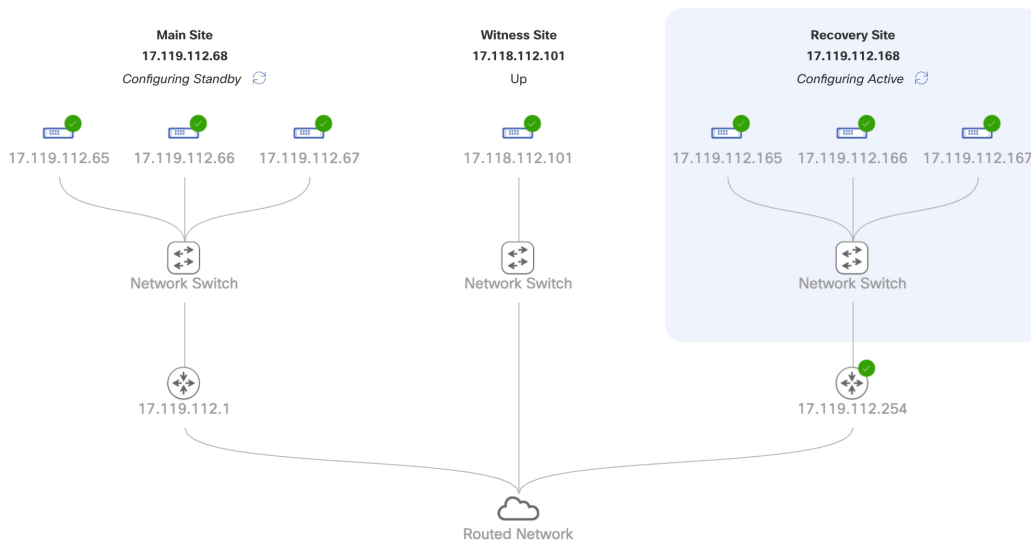 Main Site
17.119.112.68
Configuring Standby
Witness Site
17.118.112.101
Up
Recovery Site
17.119.112.168
Configuring Active
17.119.112.65 17.119.112.66 17.119.112.67
17.118.112.101
17.119.112.165 17.119.112.166 17.119.112.167
Network Switch
Network Switch
Network Switch
17.119.112.1
17.119.112.254
Routed Network